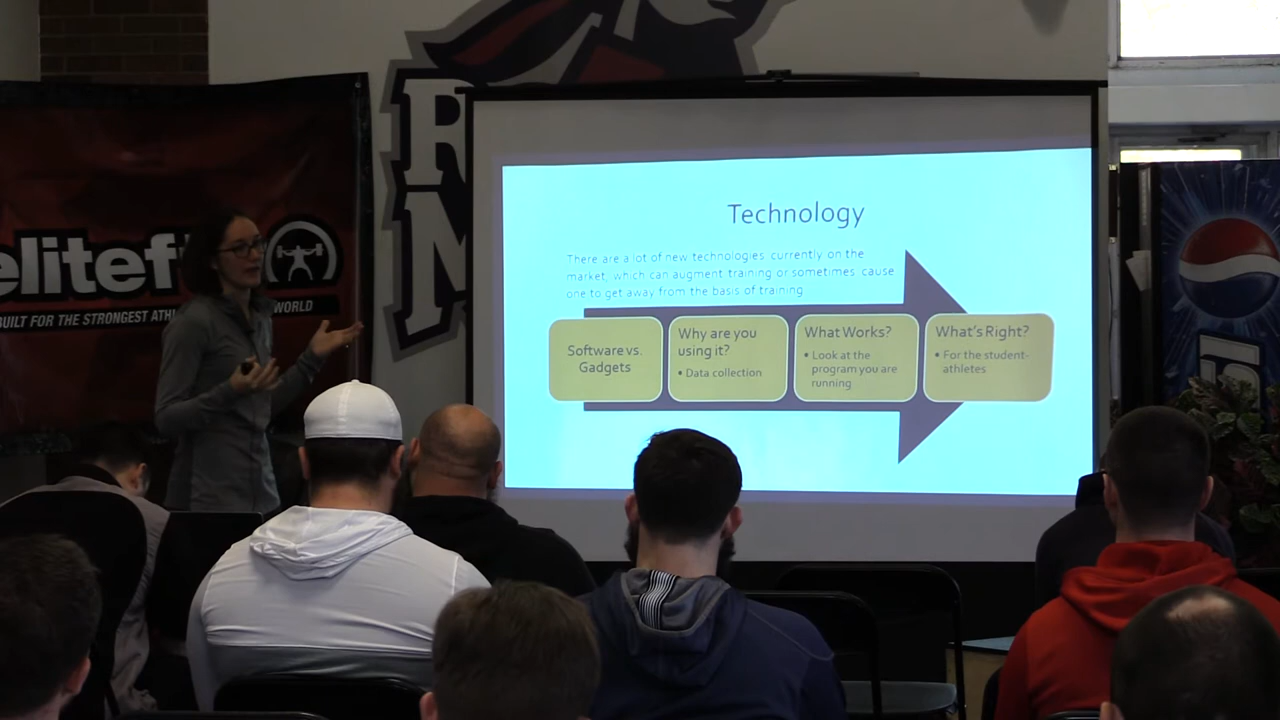 elitef
BUILT FOR THE STRONGEST
WORLD
R
M
Technology
There are a lot of new technologies currently on the
market, which can augment training or sometimes cause
one to get away from the basis of training
Software vs.
Gadgets
Why are you
using it?
• Data collection
What Works?
• Look at the
program you are
running
What's Right?
• For the student-
athletes